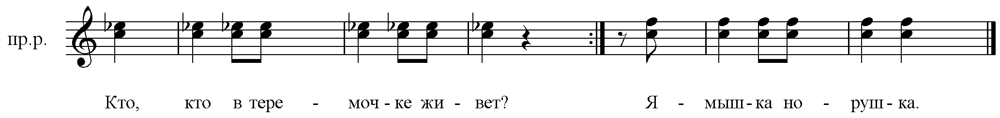 пр.р.
Кто, кто в тере - моч - ке жи - вет? Я - мыш - ка но - руш - ка.